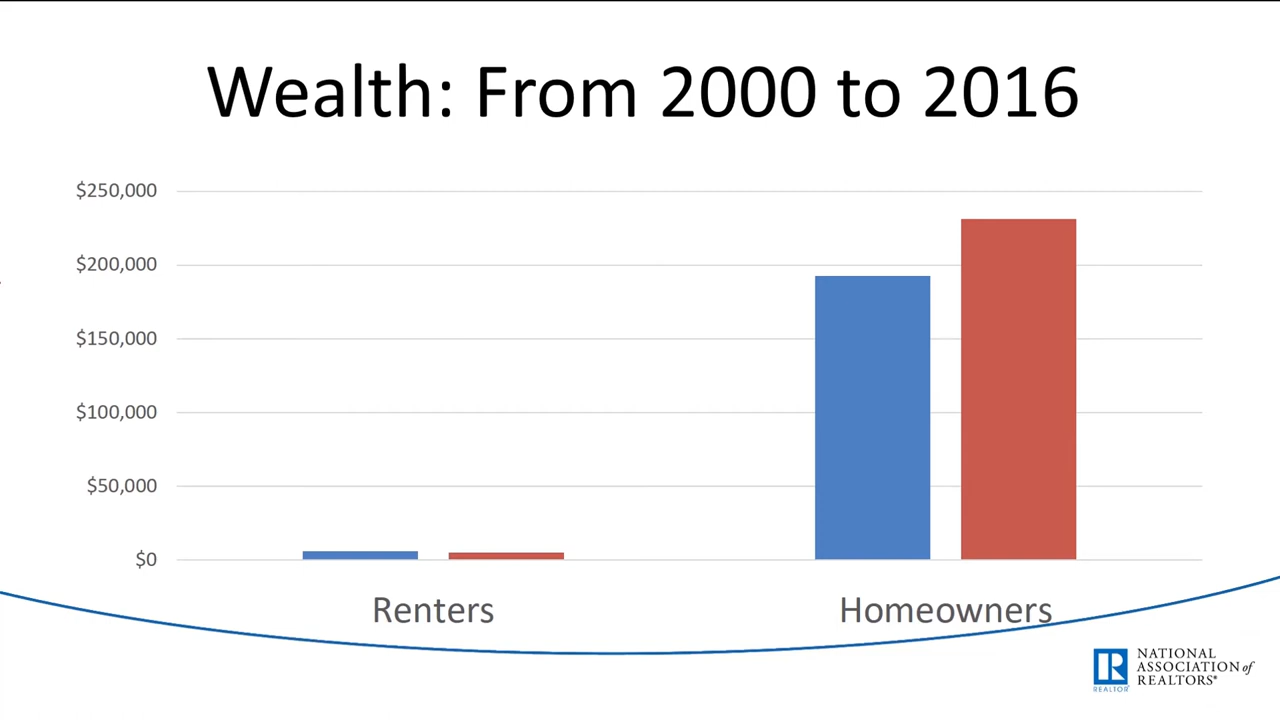 Wealth: From 2000 to 2016
$250,000
$200,000
$150,000
$100,000
$50,000
$0
Renters Homeowners
NATIONAL
ASSOCIATION of
REALTORS®
REALTOR®